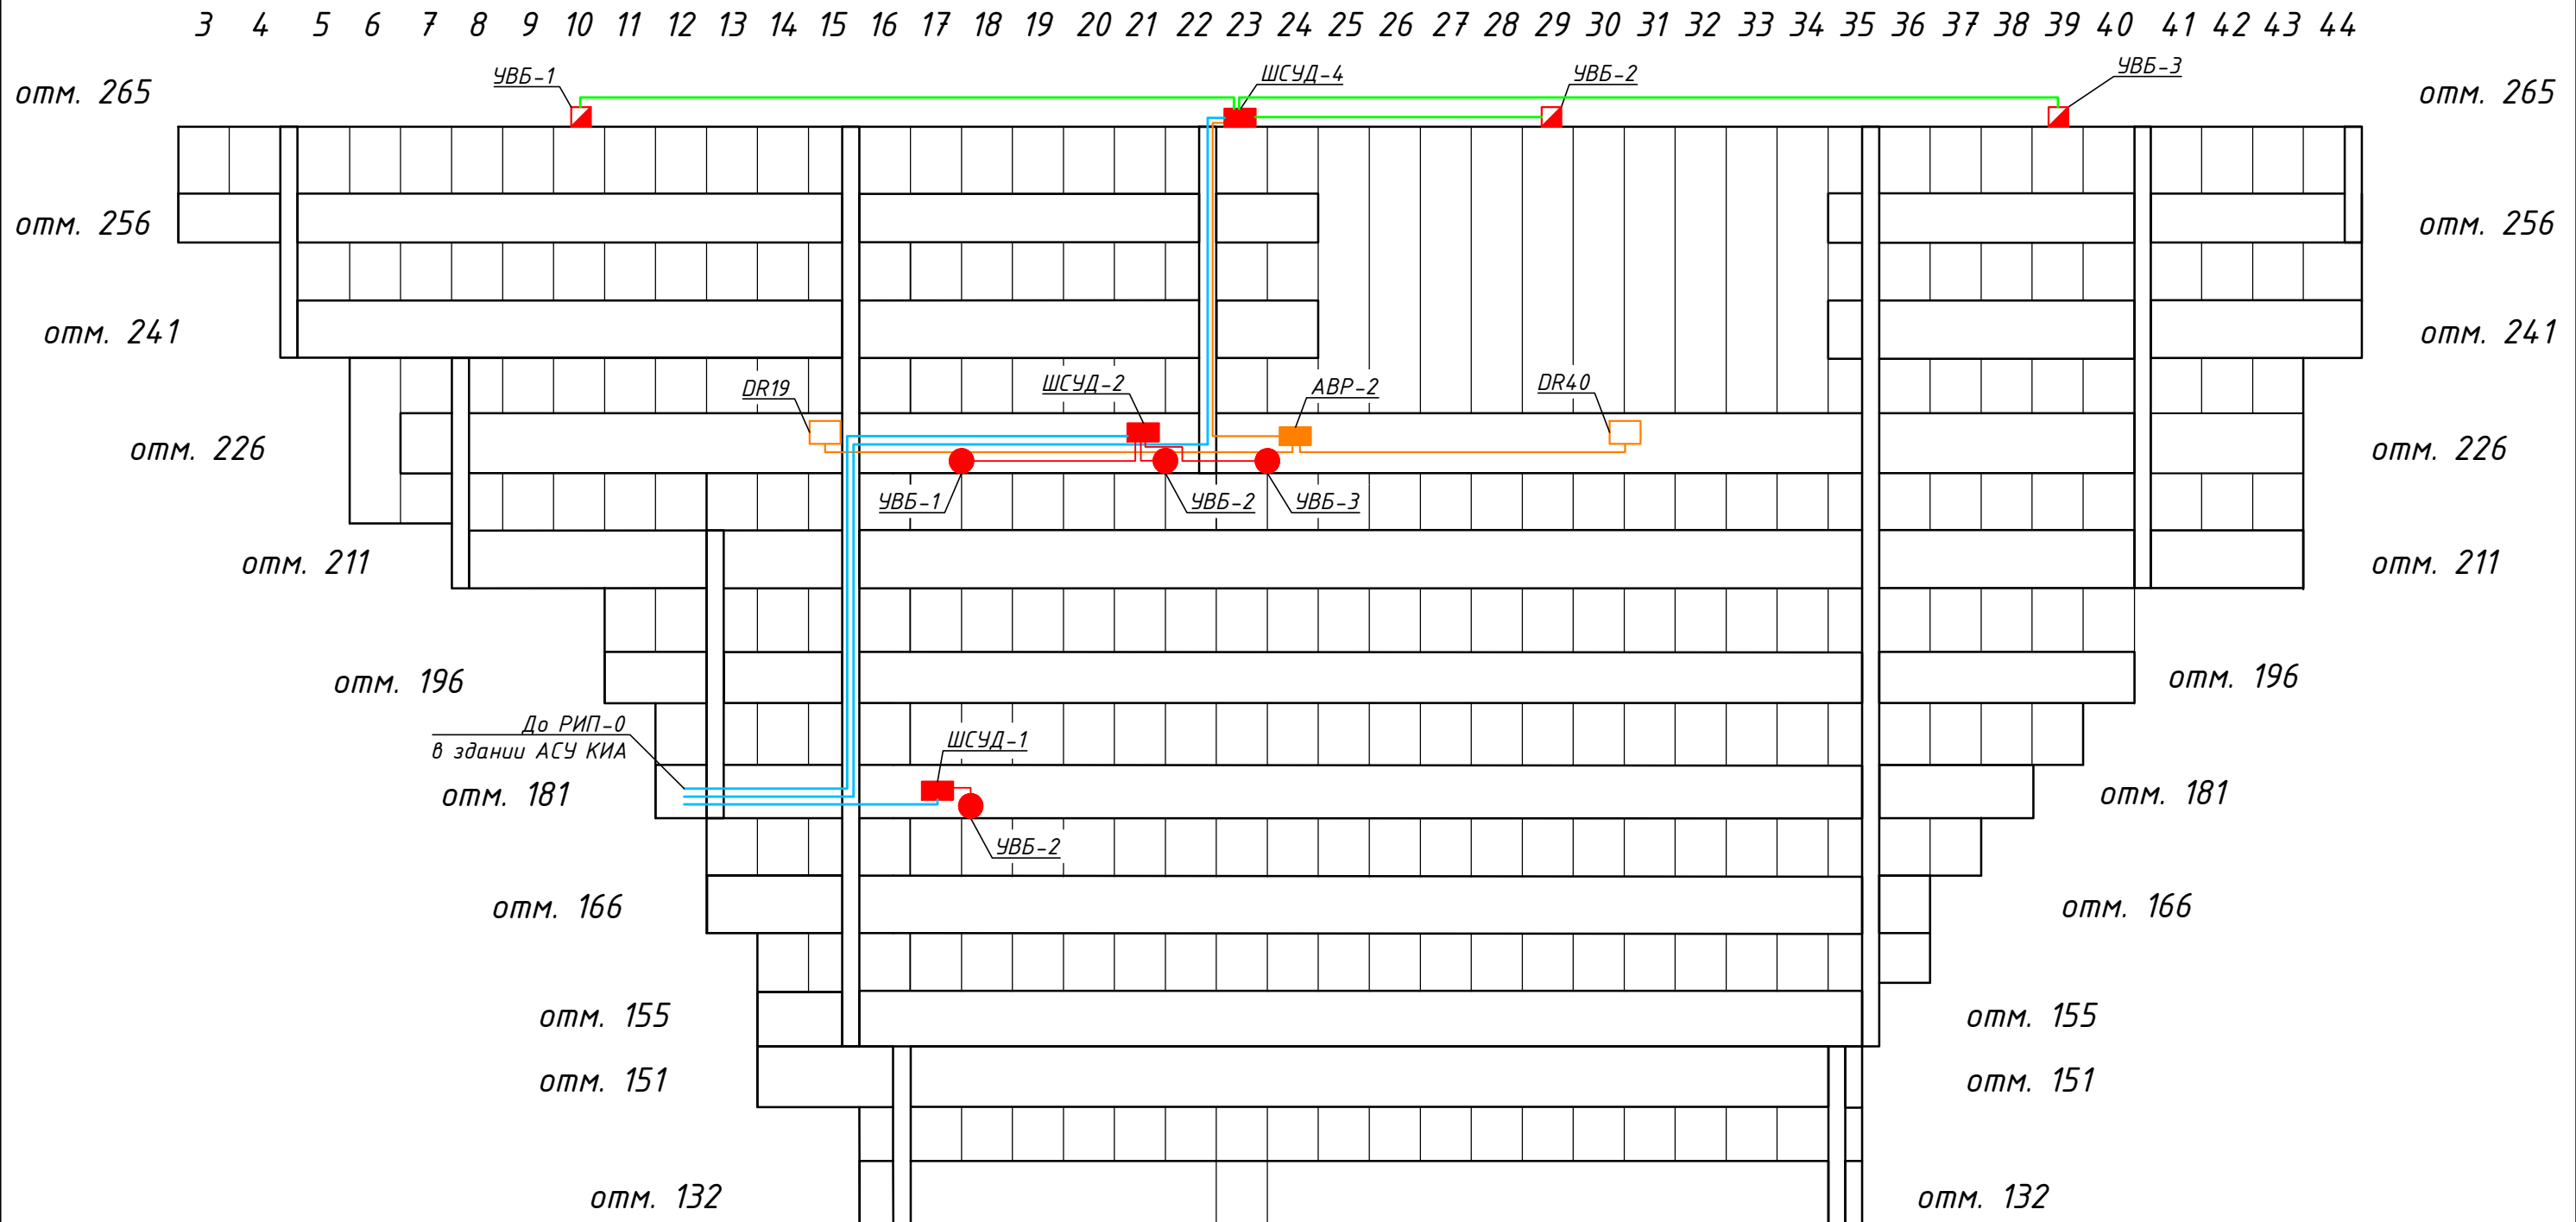 3 4 5 6 7 8 9 10 11 12 13 14 15 16 17 18 19 20 21 22 23 24 25 26 27 28 29 30 31 32 33 34 35 36 37 38 39 40 41 42 43 44
УВБ-1 ШСУД-4 УВБ-2 УВБ-3
отм. 265 отм. 265
отм. 256 отм. 256
отм. 241 отм. 241
DR19 ШСУД-2 АВР-2 DR40
отм. 226 отм. 226
УВБ-1 УВБ-2 УВБ-3
отм. 211 отм. 211
отм. 196 отм. 196
До РИП-0
в здании АСУ КИА
ШСУД-1
отм. 181 отм. 181
УВБ-2
отм. 166 отм. 166
отм. 155 отм. 155
отм. 151 отм. 151
отм. 132 отм. 132